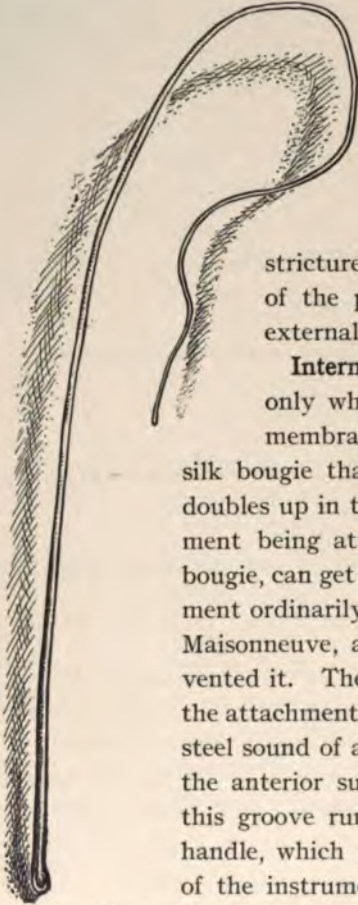 stricture
of the p
external
Intern
only wh
membra
silk bougie tha
doubles up in t
ment being at
bougie, can get
ment ordinarily
Maisonneuve, a
vented it. The
the attachment
steel sound of a
the anterior su
this groove run
handle, which
of the instrume